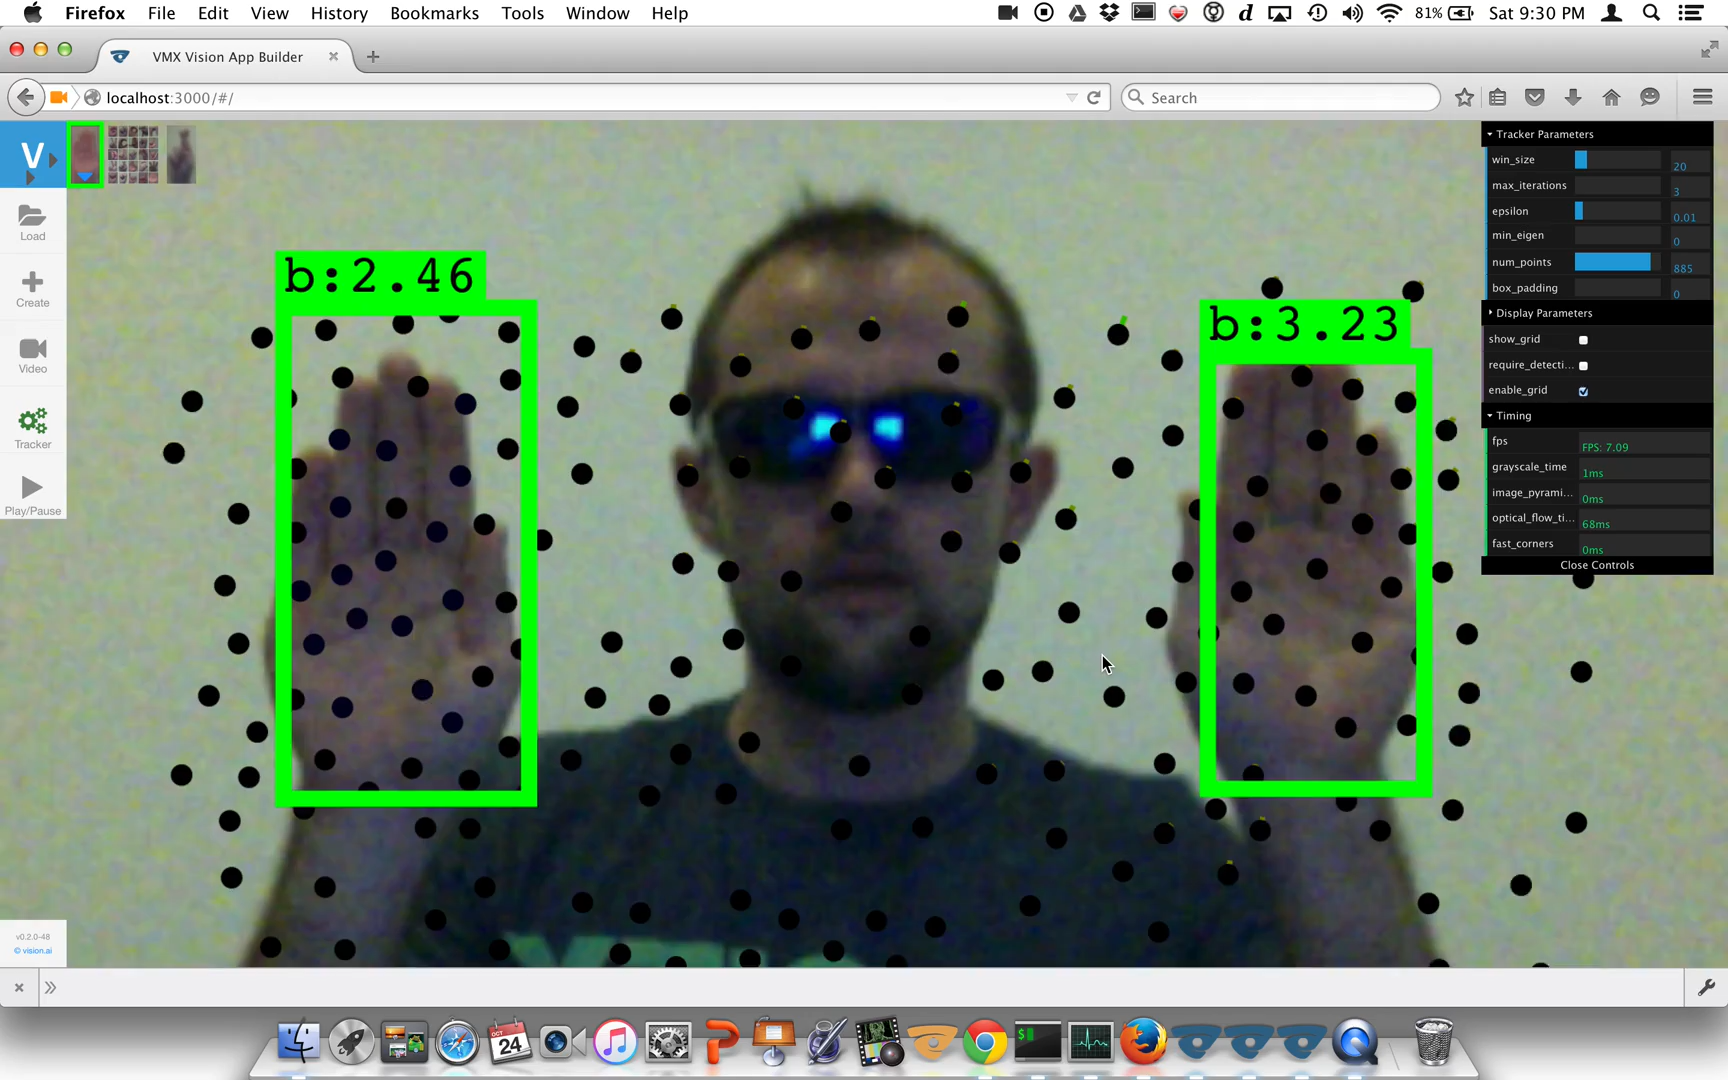 Firefox File Edit View History Bookmarks Tools Window Help 81% Sat 9:30 PM
VMX Vision App Builder
localhost:3000/#/ Search
V
Load
Create
Video
Tracker
Play/Pause
v0.2.0-48
© vision.ai
b:2.46
b:3.23
Tracker Parameters
win_size 20
max_iterations 3
epsilon 0.01
min_eigen 0
num_points 885
box_padding 0
Display Parameters
show_grid
require_detecti...
enable_grid
Timing
fps FPS: 7.09
grayscale_time 1ms
image_pyrami... 0ms
optical_flow_ti... 68ms
fast_corners 0ms
Close Controls
OCT
24